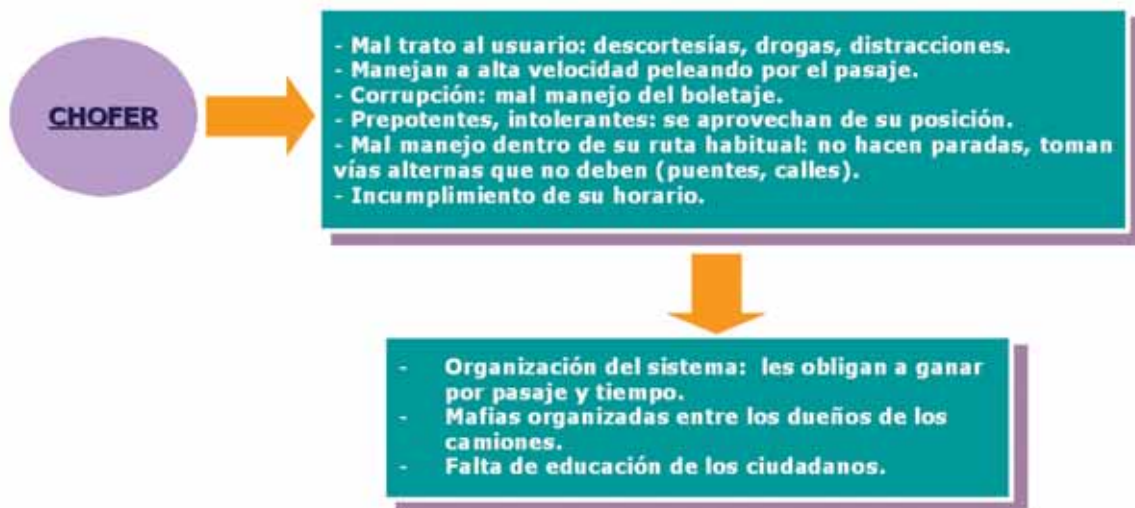 CHOFER
- Mal trato al usuario: descortesías, drogas, distracciones.
- Manejan a alta velocidad peleando por el pasaje.
- Corrupción: mal manejo del boletaje.
- Prepotentes, intolerantes: se aprovechan de su posición.
- Mal manejo dentro de su ruta habitual: no hacen paradas, toman
vías alternas que no deben (puentes, calles).
- Incumplimiento de su horario.
- Organización del sistema: les obligan a ganar
por pasaje y tiempo.
- Mafias organizadas entre los dueños de los
camiones.
- Falta de educación de los ciudadanos.